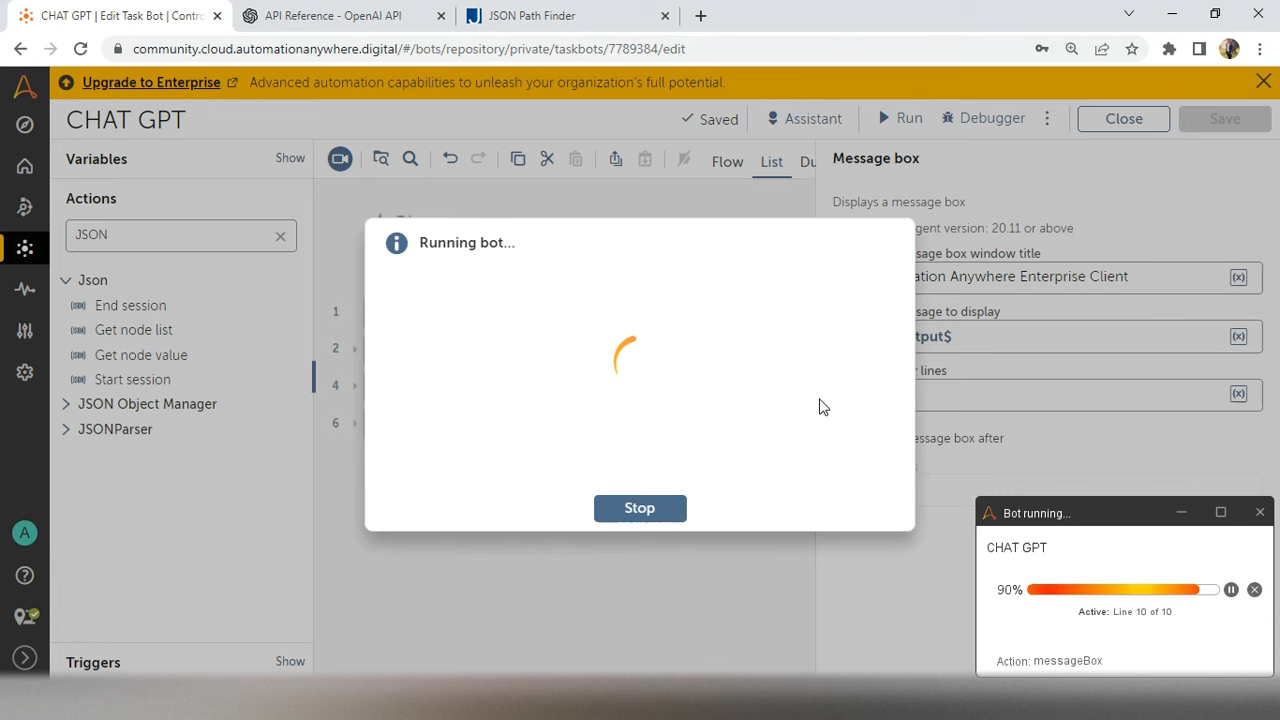 CHAT GPT | Edit Task Bot | Contro
API Reference - OpenAI API
JSON Path Finder
community.cloud.automationanywhere.digital/#/bots/repository/private/taskbots/7789384/edit
Upgrade to Enterprise
Advanced automation capabilities to unleash your organization's full potential.
CHAT GPT
Saved
Assistant
Run
Debugger
Close
Save
Variables
Show
Flow
List
Du
Message box
Actions
Displays a message box
JSON
gent version: 20.11 or above
Running bot...
sage box window title
ation Anywhere Enterprise Client
Json
End session
Get node list
Get node value
Start session
JSON Object Manager
JSONParser
1
2
4
6
sage to display
tput$
lines
essage box after
Stop
Bot running...
CHAT GPT
90%
Active: Line 10 of 10
Action: messageBox
A
Triggers
Show